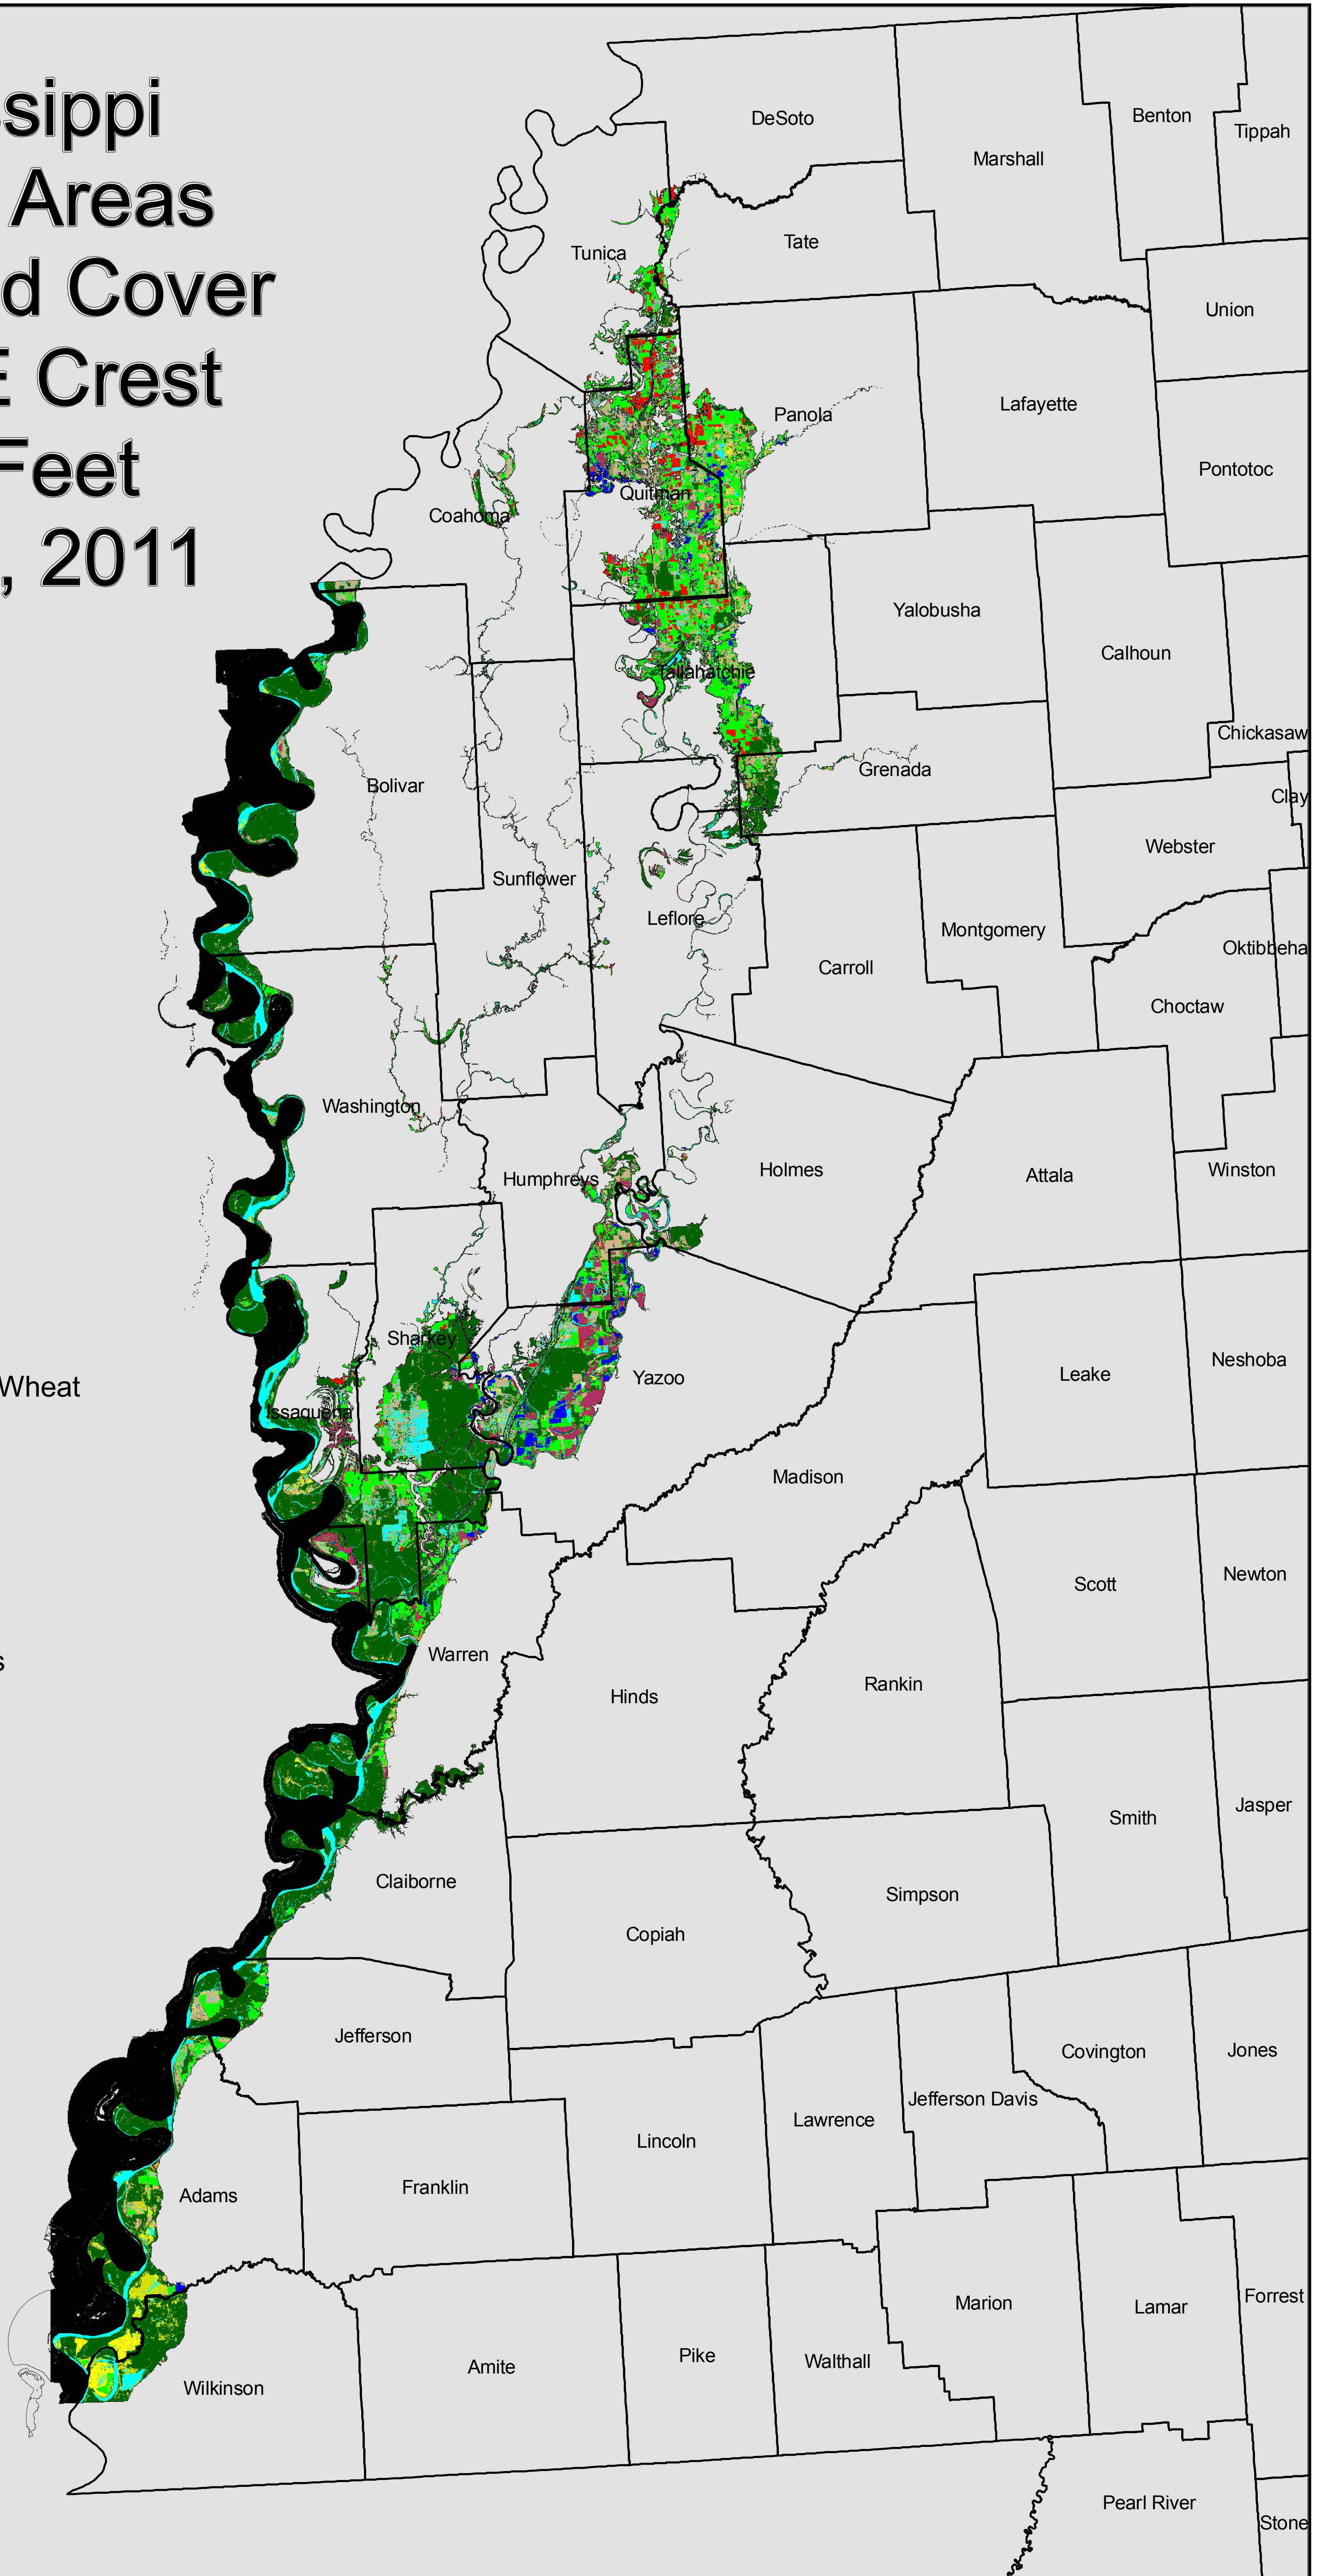 ssippi
Areas
d Cover
E Crest
Feet
, 2011
DeSoto
Benton
Tippah
Marshall
Tate
Tunica
Union
Lafayette
Panola
Pontotoc
Quitman
Coahoma
Yalobusha
Calhoun
Tallahatchie
Chickasaw
Grenada
Bolivar
Clay
Webster
Sunflower
Leflore
Montgomery
Oktibbeha
Carroll
Choctaw
Washington
Holmes
Winston
Attala
Humphreys
Sharkey
Neshoba
Leake
Yazoo
Wheat
Issaquena
Madison
Newton
Scott
Warren
s
Rankin
Hinds
Jasper
Smith
Claiborne
Simpson
Copiah
Jefferson
Covington
Jones
Jefferson Davis
Lawrence
Lincoln
Franklin
Adams
Forrest
Marion
Lamar
Pike
Walthall
Amite
Wilkinson
Pearl River
Stone